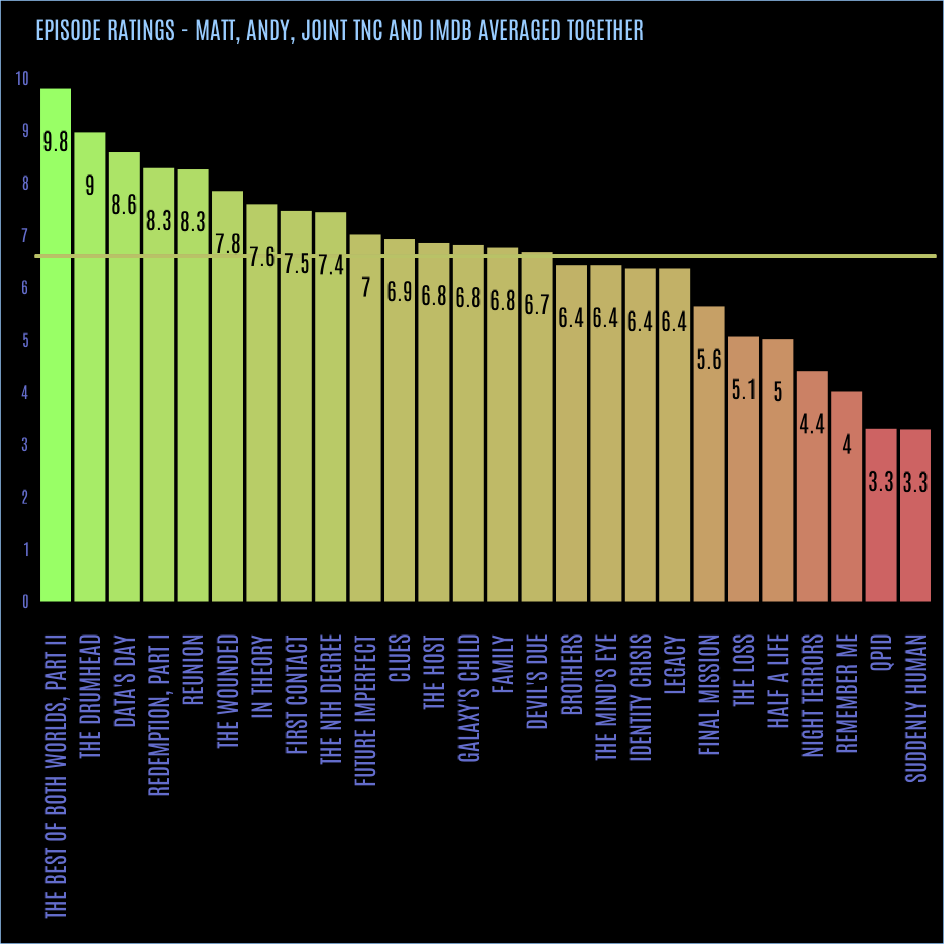 EPISODE RATINGS - MATT, ANDY, JOINT TNC AND IMDB AVERAGED TOGETHER
10
9
8
7
6
5
4
3
2
1
0
9.8
9
8.6
8.3
8.3
7.8
7.6
7.5
7.4
7
6.9
6.8
6.8
6.8
6.7
6.4
6.4
6.4
6.4
5.6
5.1
5
4.4
4
3.3
3.3
THE BEST OF BOTH WORLDS, PART II
THE DRUMHEAD
DATA'S DAY
REDEMPTION, PART I
REUNION
THE WOUNDED
IN THEORY
FIRST CONTACT
THE NTH DEGREE
FUTURE IMPERFECT
CLUES
THE HOST
GALAXY'S CHILD
FAMILY
DEVIL'S DUE
BROTHERS
THE MIND'S EYE
IDENTITY CRISIS
LEGACY
FINAL MISSION
THE LOSS
HALF A LIFE
NIGHT TERRORS
REMEMBER ME
QPID
SUDDENLY HUMAN